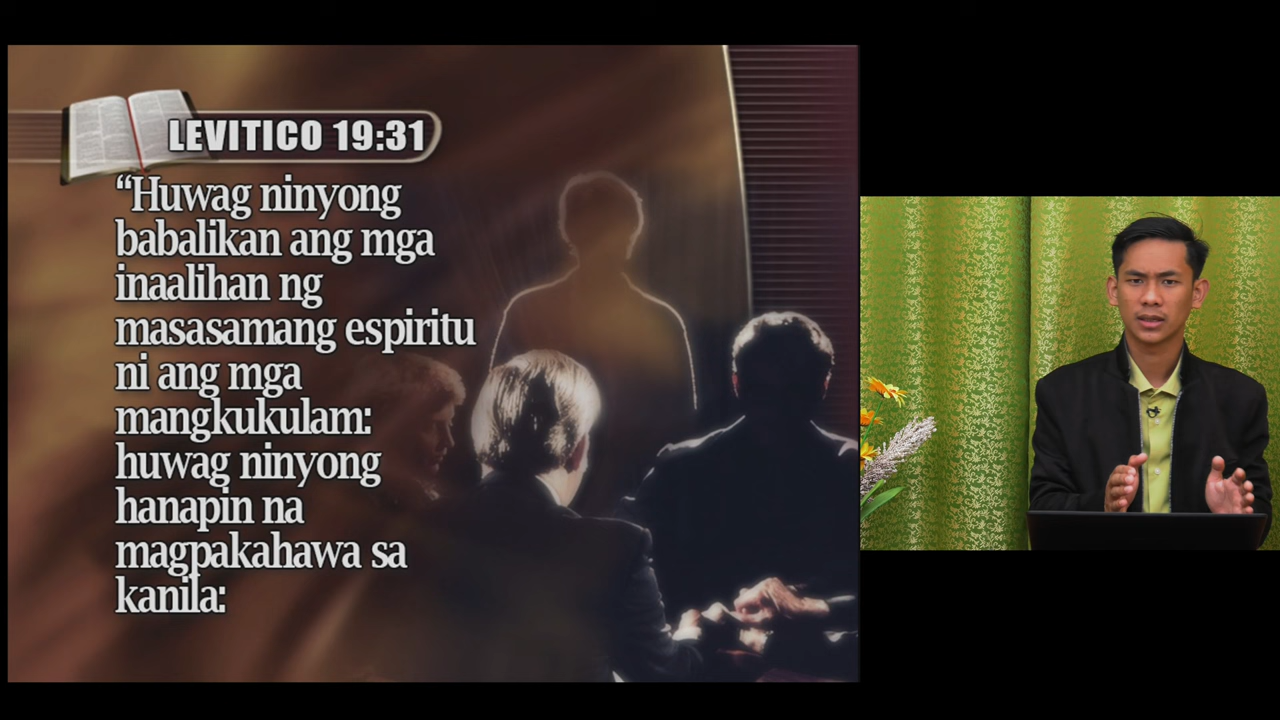 LEVITICO 19:31
“Huwag ninyong
babalikan ang mga
inaalihan ng
masasamang espiritu
ni ang mga
mangkukulam:
huwag ninyong
hanapin na
magpakahawa sa
kanila: